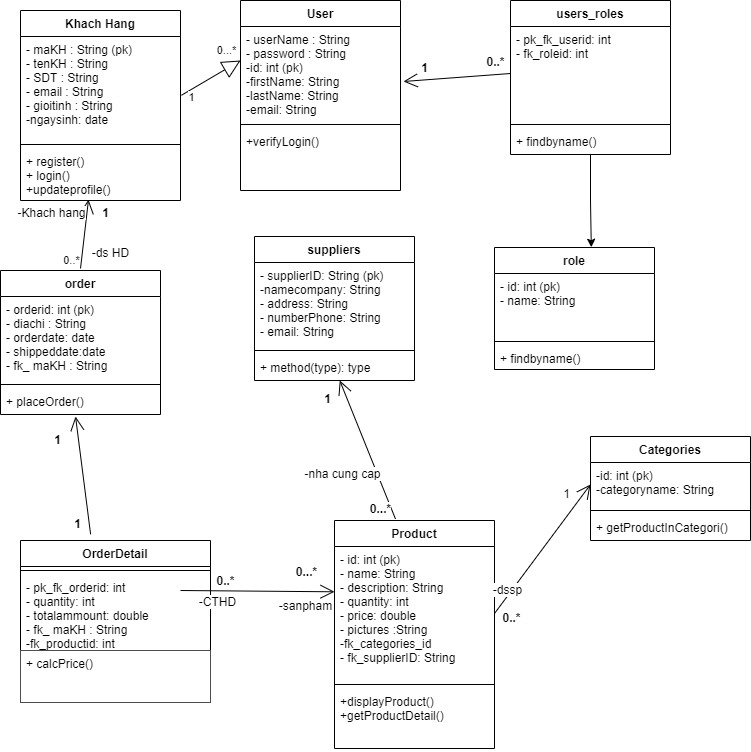 Khach Hang
- maKH : String (pk)
- tenKH : String
- SDT : String
- email : String
- gioitinh : String
-ngaysinh: date
+ register()
+ login()
+updateprofile()
0...*
1
User
- userName : String
- password : String
-id: int (pk)
-firstName: String
-lastName: String
-email: String
+verifyLogin()
1
0..*
users_roles
- pk_fk_userid: int
- fk_roleid: int
+ findbyname()
-Khach hang
1
0..*
-ds HD
order
- orderid: int (pk)
- diachi : String
- orderdate: date
- shippeddate:date
- fk_ maKH : String
+ placeOrder()
suppliers
- supplierID: String (pk)
-namecompany: String
- address: String
- numberPhone: String
- email: String
+ method(type): type
role
- id: int (pk)
- name: String
+ findbyname()
1
1
1
-nha cung cap
0...*
Categories
-id: int (pk)
-categoryname: String
+ getProductInCategori()
1
-dssp
0..*
OrderDetail
- pk_fk_orderid: int
- quantity: int
- totalammount: double
- fk_ maKH : String
-fk_productid: int
+ calcPrice()
0..*
-CTHD
0...*
-sanpham
Product
- id: int (pk)
- name: String
- description: String
- quantity: int
- price: double
- pictures :String
-fk_categories_id
- fk_supplierID: String
+displayProduct()
+getProductDetail()